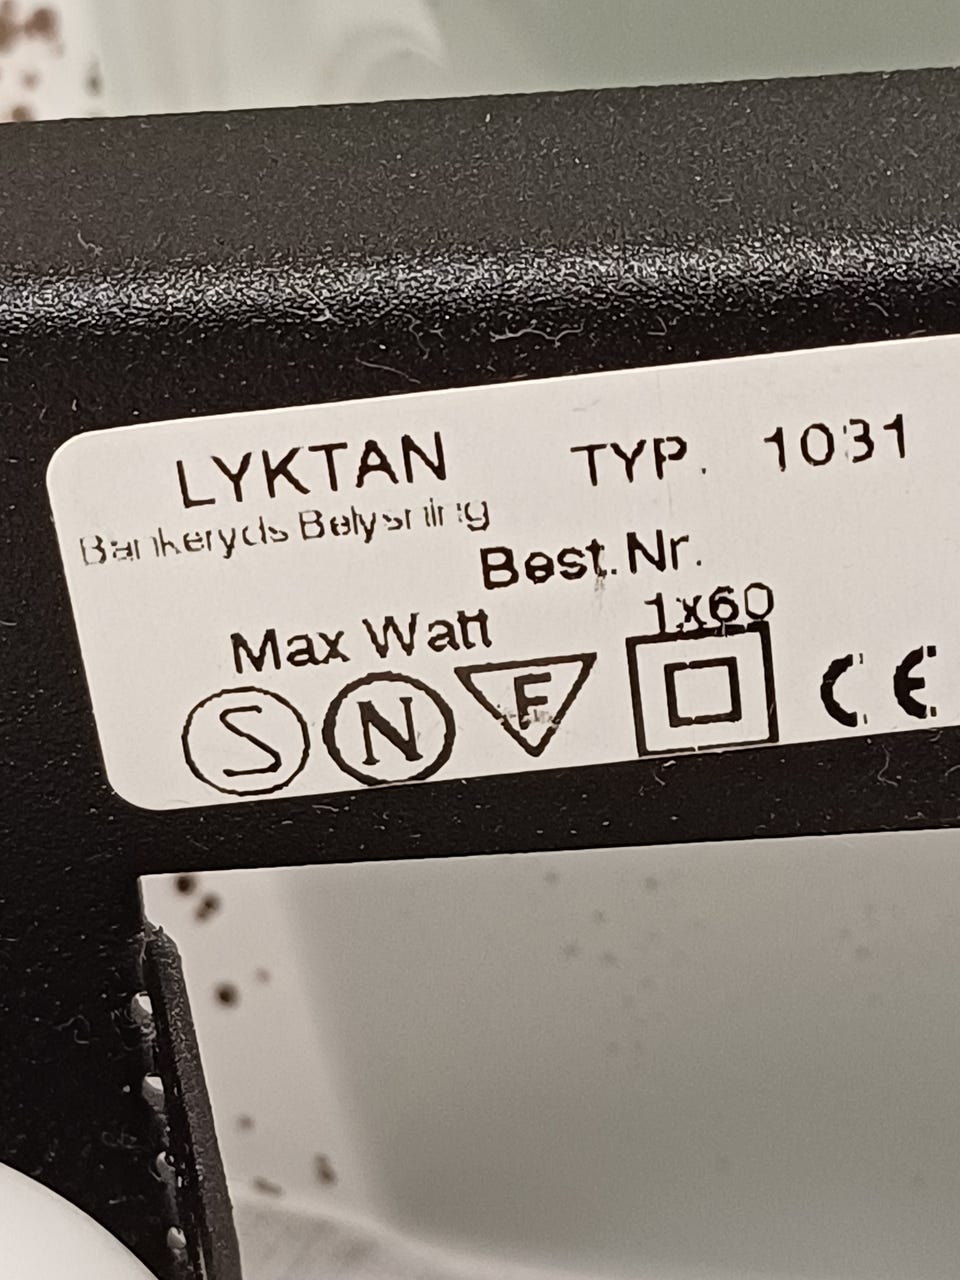 LYKTAN TYP. 1031
Bankeryds Belysning
Best.Nr.
Max Watt 1x60
S N F CE